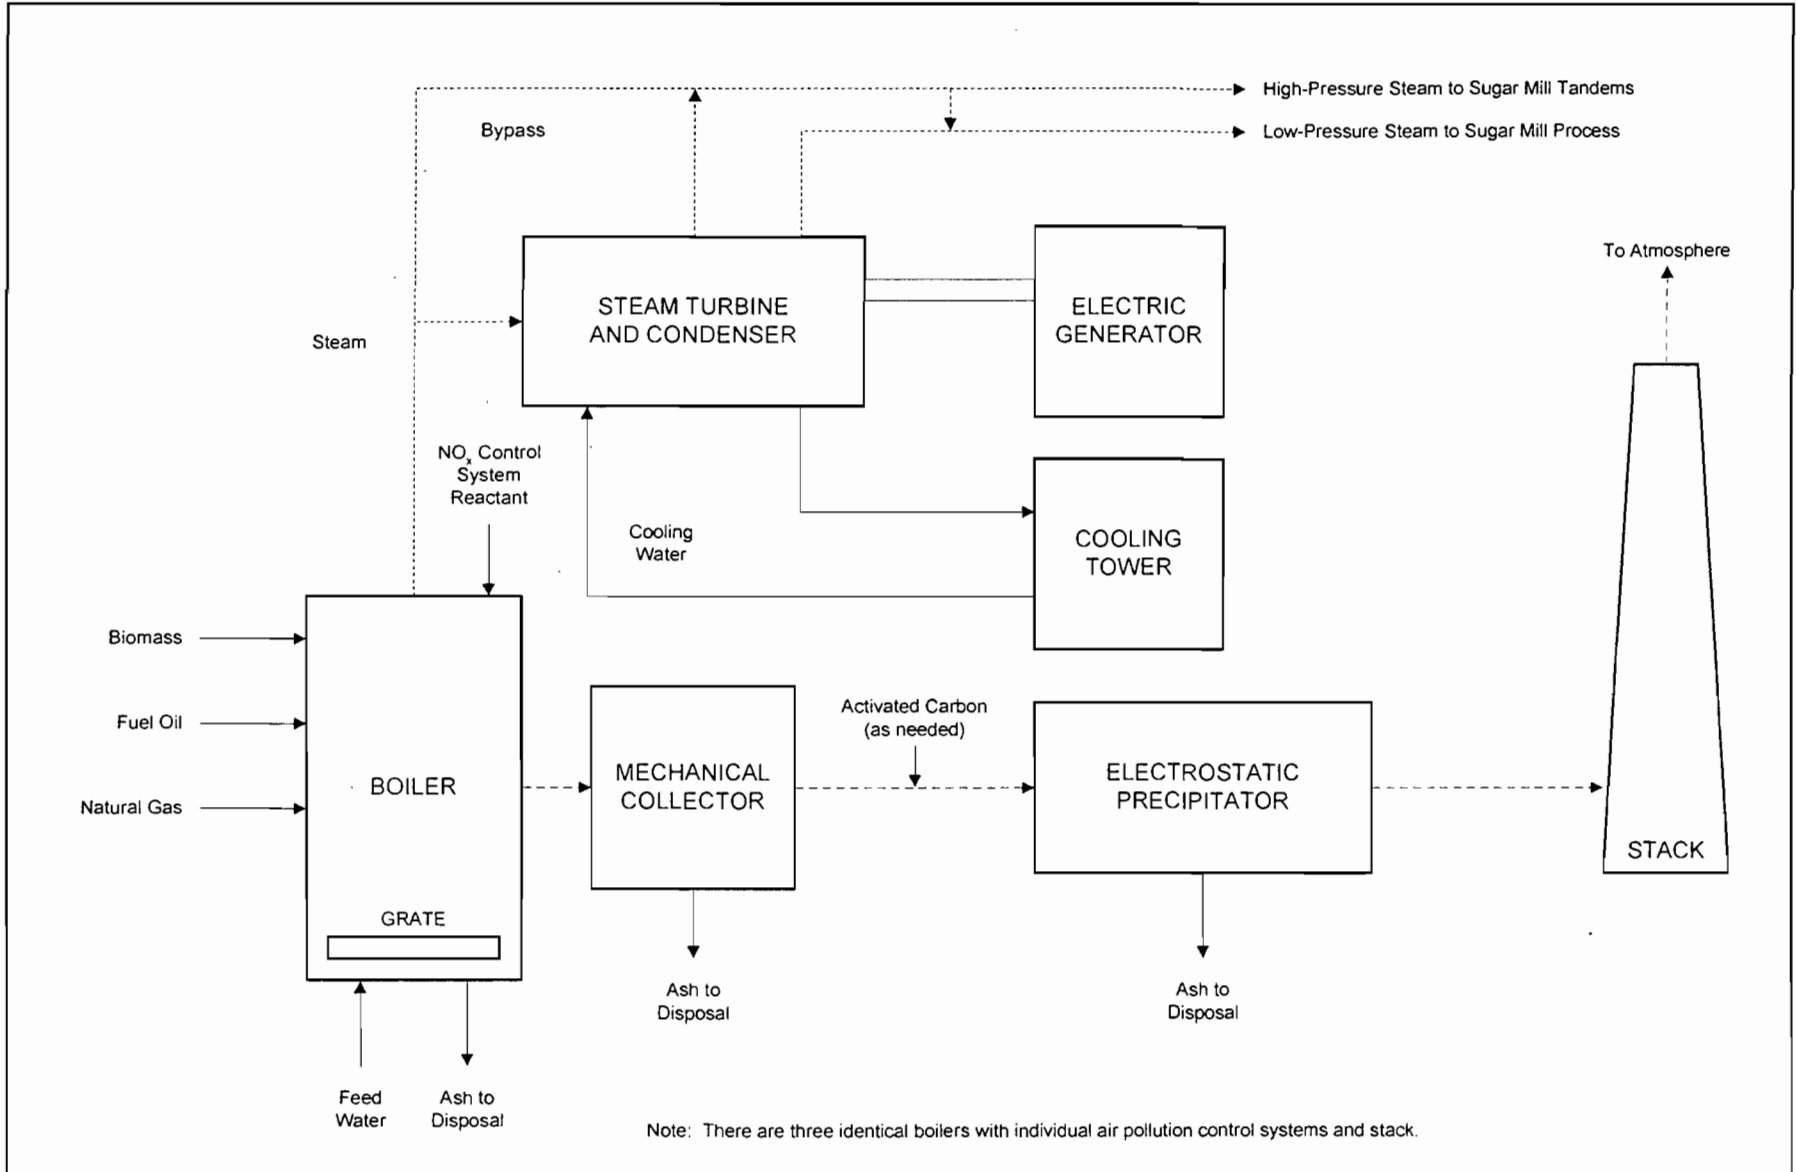 High-Pressure Steam to Sugar Mill Tandems
Bypass
Low-Pressure Steam to Sugar Mill Process
To Atmosphere
STEAM TURBINE
AND CONDENSER
ELECTRIC
GENERATOR
Steam
NOx Control
System
Reactant
Cooling
Water
COOLING
TOWER
Biomass
Fuel Oil
Natural Gas
BOILER
MECHANICAL
COLLECTOR
Activated Carbon
(as needed)
ELECTROSTATIC
PRECIPITATOR
STACK
GRATE
Ash to
Disposal
Ash to
Disposal
Feed
Water
Ash to
Disposal
Note: There are three identical boilers with individual air pollution control systems and stack.